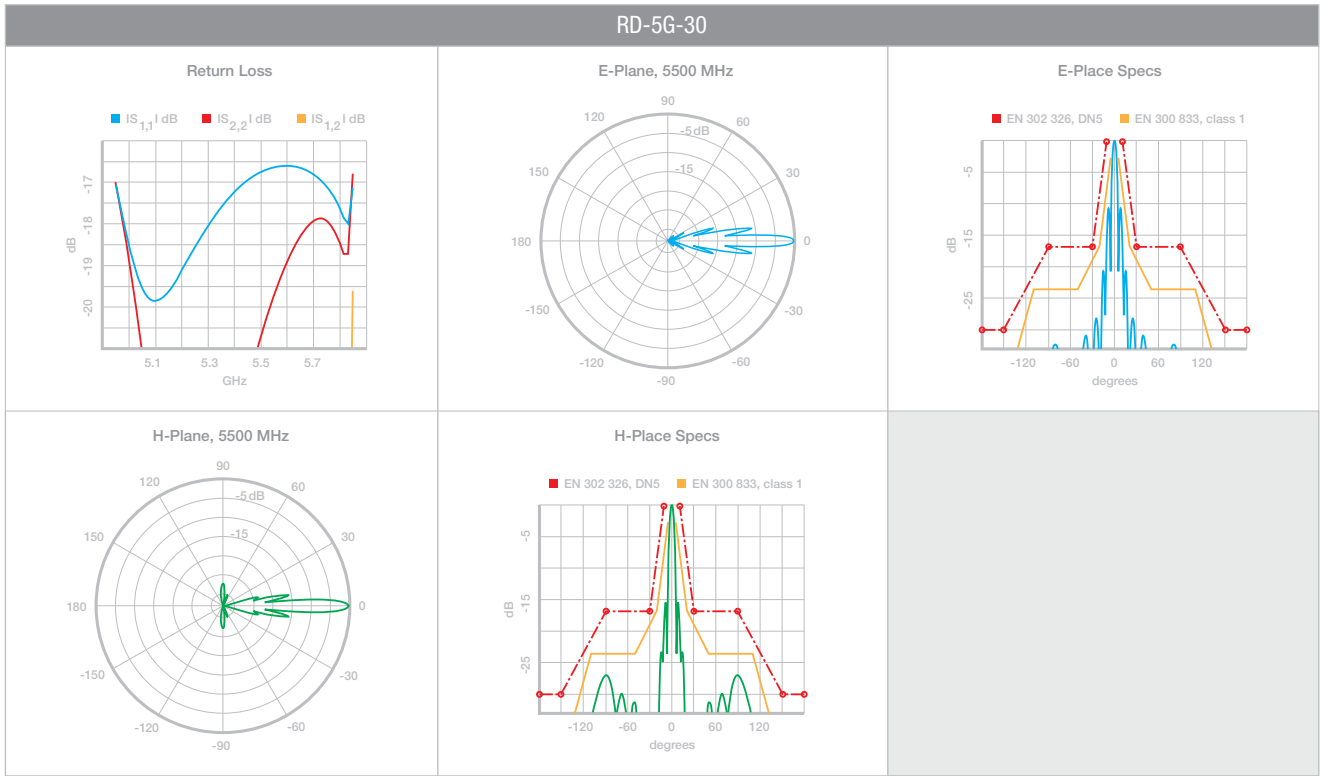 RD-5G-30
Return Loss
IS1,1I dB IS2,2I dB IS1,2I dB
-17
-18
-19
-20
dB
5.1 5.3 5.5 5.7
GHz
E-Plane, 5500 MHz
90
120 60
-5 dB
150 -15 30
180 0
-150 -30
-120 -60
-90
E-Place Specs
EN 302 326, DN5 EN 300 833, class 1
-5
-15
-25
dB
-120 -60 0 60 120
degrees
H-Plane, 5500 MHz
90
120 60
-5 dB
150 -15 30
180 0
-150 -30
-120 -60
-90
H-Place Specs
EN 302 326, DN5 EN 300 833, class 1
-5
-15
-25
dB
-120 -60 0 60 120
degrees